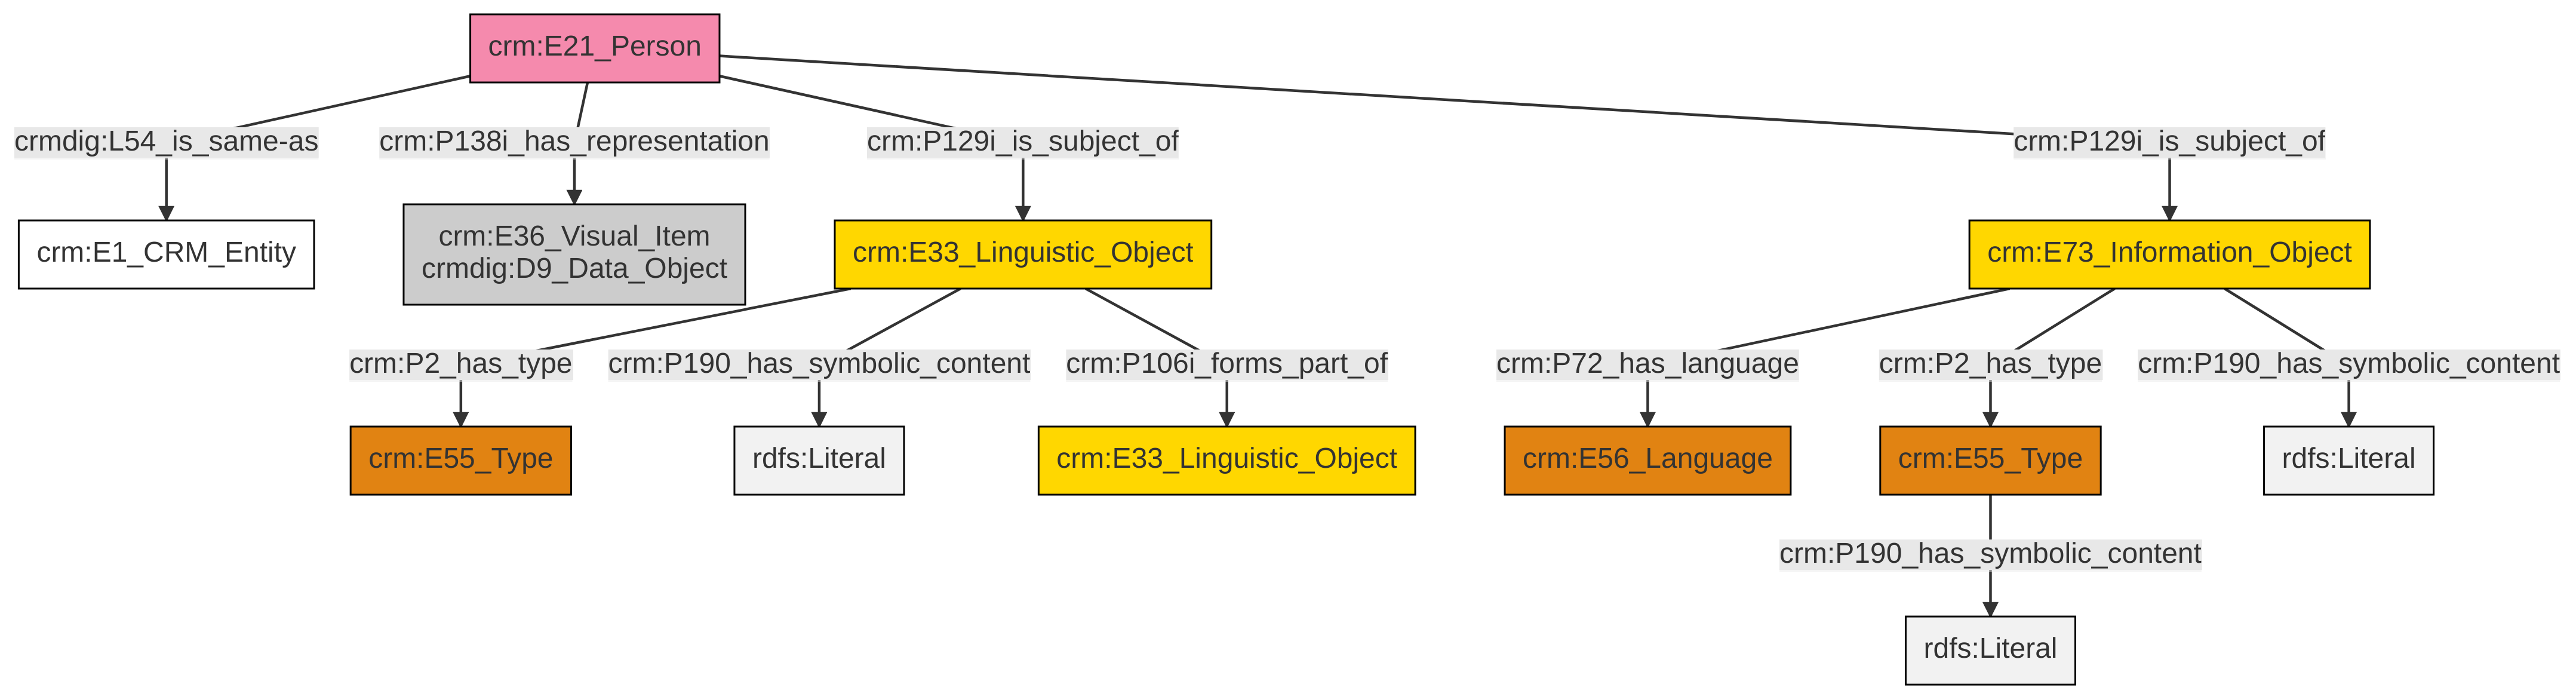 crm:E21_Person
crmdig:L54_is_same-as
crm:P138i_has_representation
crm:P129i_is_subject_of
crm:P129i_is_subject_of
crm:E1_CRM_Entity
crm:E36_Visual_Item
crmdig:D9_Data_Object
crm:E33_Linguistic_Object
crm:E73_Information_Object
crm:P2_has_type
crm:P190_has_symbolic_content
crm:P106i_forms_part_of
crm:P72_has_language
crm:P2_has_type
crm:P190_has_symbolic_content
crm:E55_Type
rdfs:Literal
crm:E33_Linguistic_Object
crm:E56_Language
crm:E55_Type
rdfs:Literal
crm:P190_has_symbolic_content
rdfs:Literal